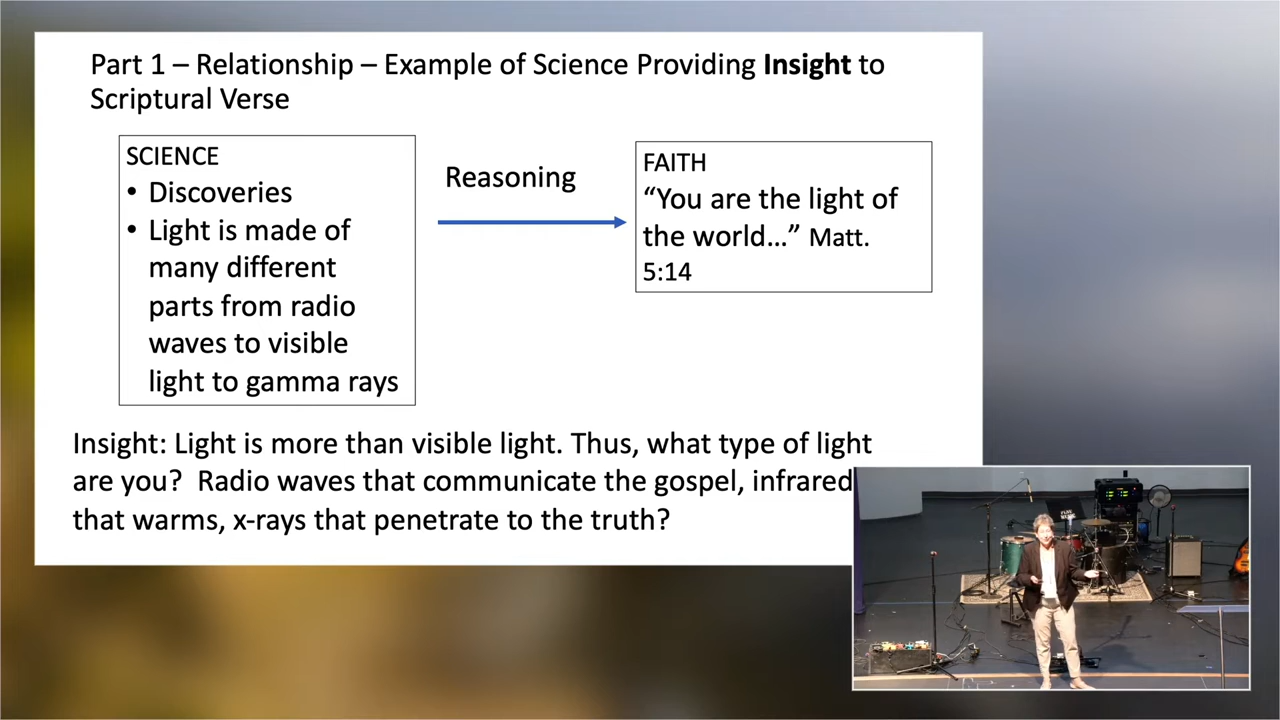 Part 1 – Relationship – Example of Science Providing Insight to
Scriptural Verse
SCIENCE
• Discoveries
• Light is made of
many different
parts from radio
waves to visible
light to gamma rays
Reasoning
FAITH
“You are the light of
the world…” Matt.
5:14
Insight: Light is more than visible light. Thus, what type of light
are you?  Radio waves that communicate the gospel, infrared
that warms, x-rays that penetrate to the truth?